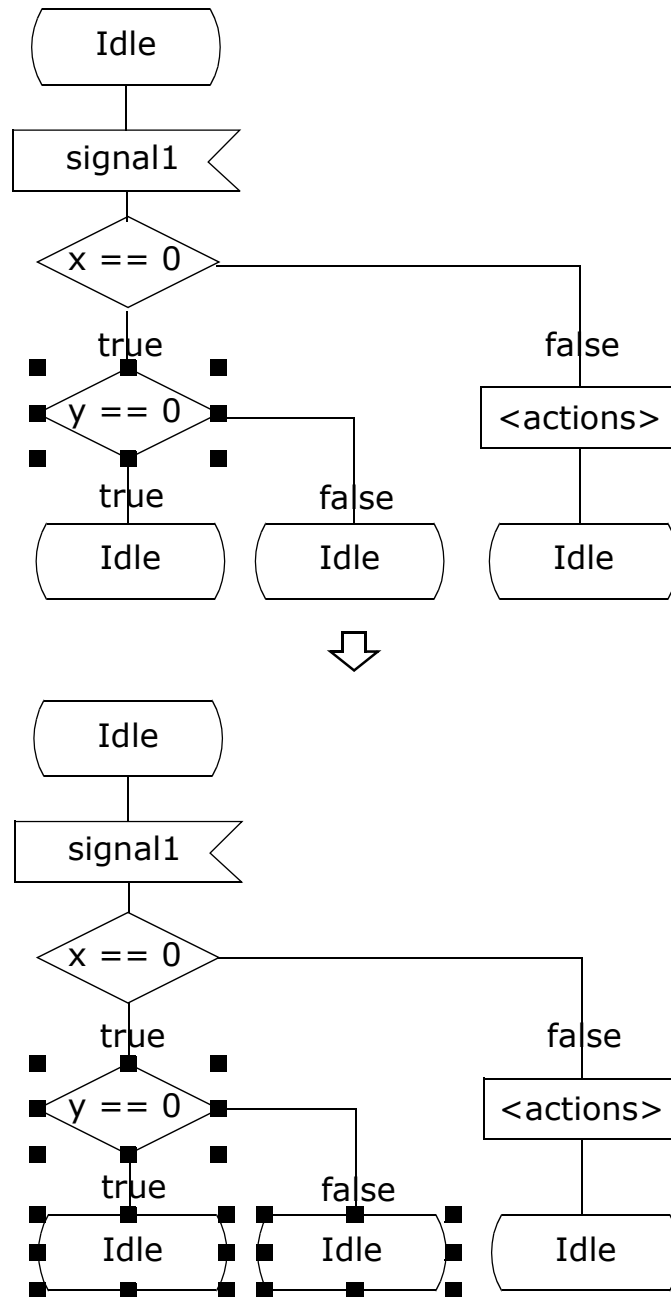 Idle
signal1
x == 0
true
false
y == 0
<actions>
true
false
Idle
Idle
Idle
Idle
signal1
x == 0
true
false
y == 0
<actions>
true
false
Idle
Idle
Idle